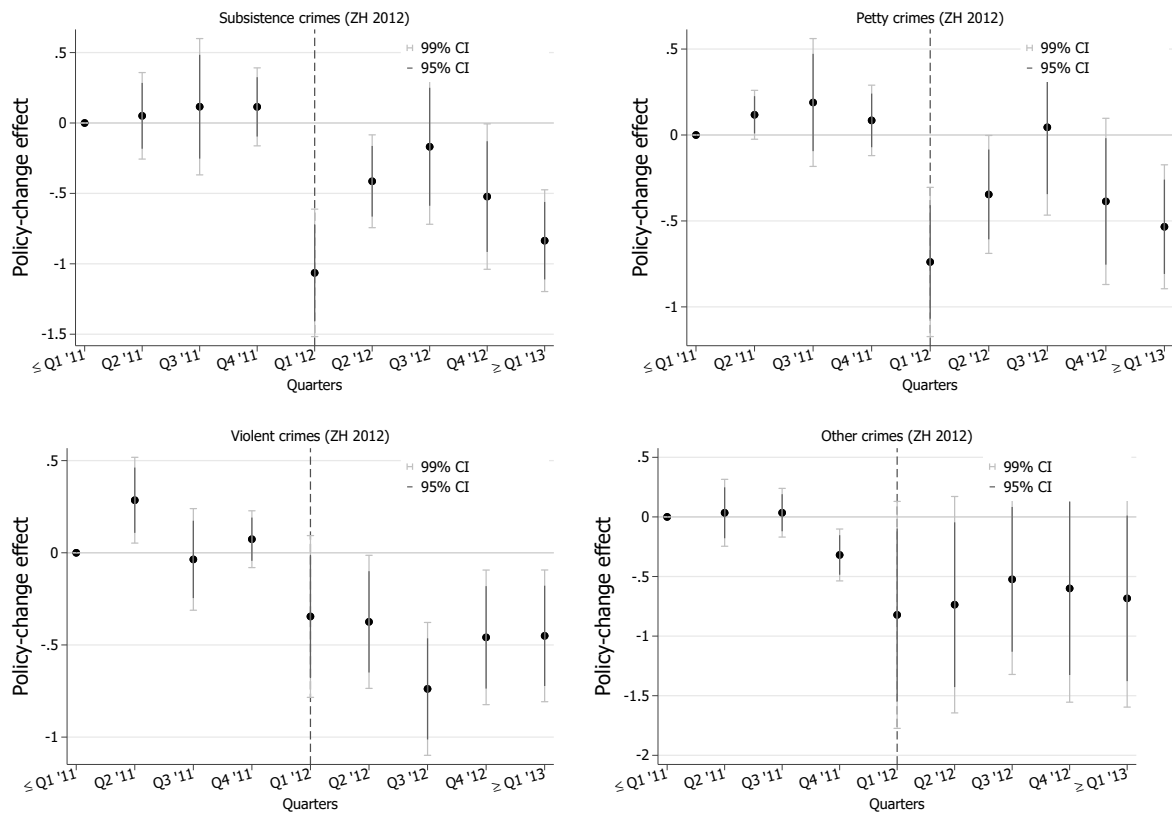 Subsistence crimes (ZH 2012)
Policy-change effect
.5
0
-.5
-1
-1.5
99% CI
95% CI
≤ Q1 '11
Q2 '11
Q3 '11
Q4 '11
Q1 '12
Q2 '12
Q3 '12
Q4 '12
≥ Q1 '13
Quarters
Petty crimes (ZH 2012)
Policy-change effect
.5
0
-.5
-1
99% CI
95% CI
≤ Q1 '11
Q2 '11
Q3 '11
Q4 '11
Q1 '12
Q2 '12
Q3 '12
Q4 '12
≥ Q1 '13
Quarters
Violent crimes (ZH 2012)
Policy-change effect
.5
0
-.5
-1
99% CI
95% CI
≤ Q1 '11
Q2 '11
Q3 '11
Q4 '11
Q1 '12
Q2 '12
Q3 '12
Q4 '12
≥ Q1 '13
Quarters
Other crimes (ZH 2012)
Policy-change effect
.5
0
-.5
-1
-1.5
-2
99% CI
95% CI
≤ Q1 '11
Q2 '11
Q3 '11
Q4 '11
Q1 '12
Q2 '12
Q3 '12
Q4 '12
≥ Q1 '13
Quarters